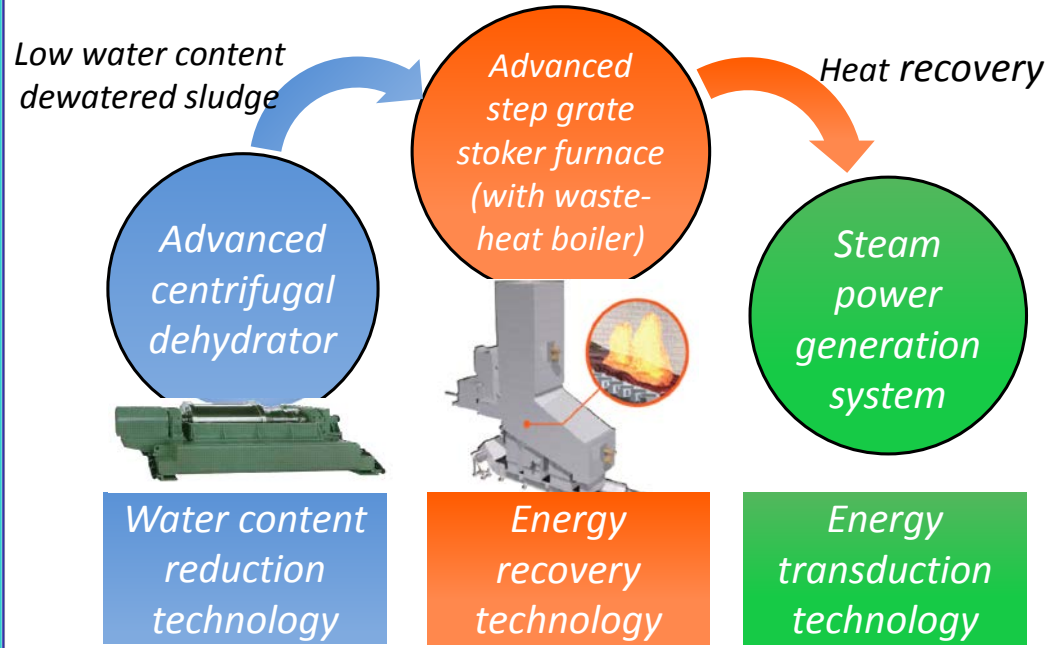 Low water content
dewatered sludge
Advanced
step grate
stoker furnace
(with waste-
heat boiler)
Heat recovery
Advanced
centrifugal
dehydrator
Steam
power
generation
system
Water content
reduction
technology
Energy
recovery
technology
Energy
transduction
technology